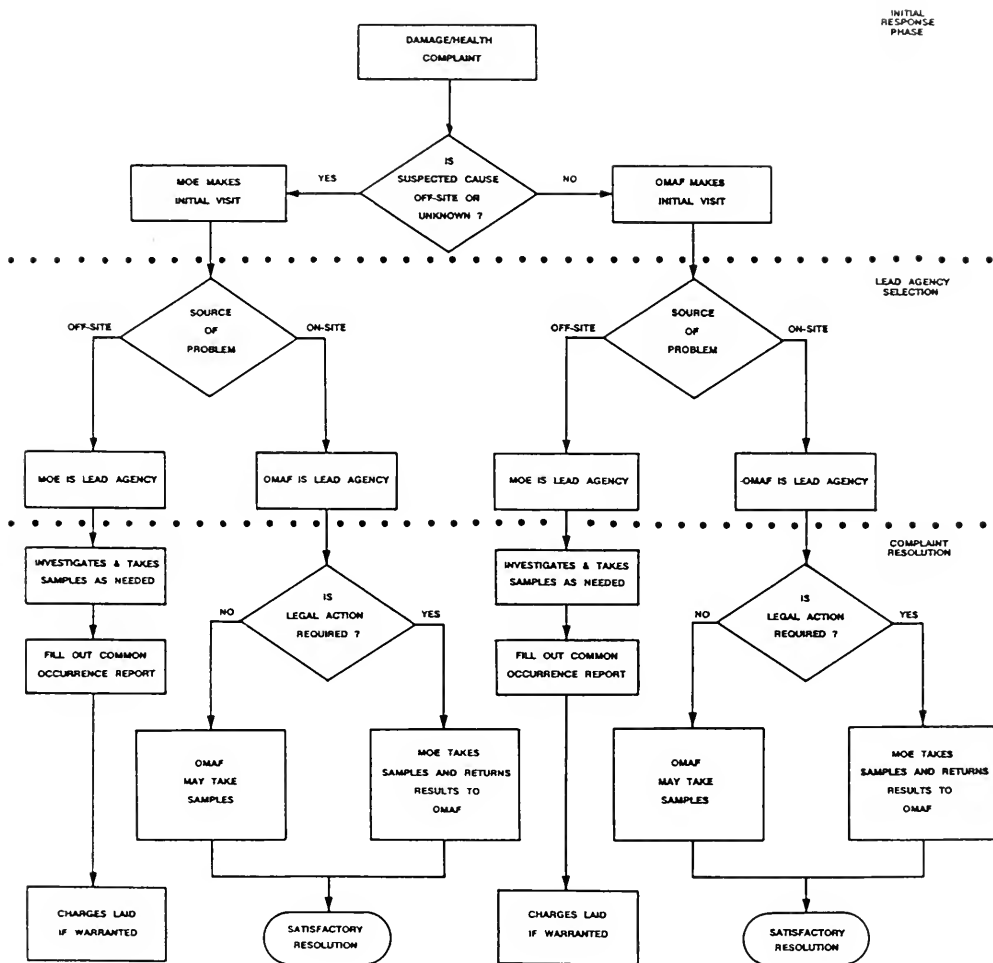 INITIAL
RESPONSE
PHASE
DAMAGE/HEALTH
COMPLAINT
IS
SUSPECTED CAUSE
OFF-SITE OR
UNKNOWN ?
YES
NO
MOE MAKES
INITIAL VISIT
OMAF MAKES
INITIAL VISIT
LEAD AGENCY
SELECTION
SOURCE
OF
PROBLEM
OFF-SITE
ON-SITE
SOURCE
OF
PROBLEM
OFF-SITE
ON-SITE
MOE IS LEAD AGENCY
OMAF IS LEAD AGENCY
MOE IS LEAD AGENCY
OMAF IS LEAD AGENCY
COMPLAINT
RESOLUTION
INVESTIGATES & TAKES
SAMPLES AS NEEDED
IS
LEGAL ACTION
REQUIRED ?
NO
YES
INVESTIGATES & TAKES
SAMPLES AS NEEDED
IS
LEGAL ACTION
REQUIRED ?
NO
YES
FILL OUT COMMON
OCCURRENCE REPORT
FILL OUT COMMON
OCCURRENCE REPORT
OMAF
MAY TAKE
SAMPLES
MOE TAKES
SAMPLES AND RETURNS
RESULTS TO
OMAF
OMAF
MAY TAKE
SAMPLES
MOE TAKES
SAMPLES AND RETURNS
RESULTS TO
OMAF
CHARGES LAID
IF WARRANTED
SATISFACTORY
RESOLUTION
CHARGES LAID
IF WARRANTED
SATISFACTORY
RESOLUTION